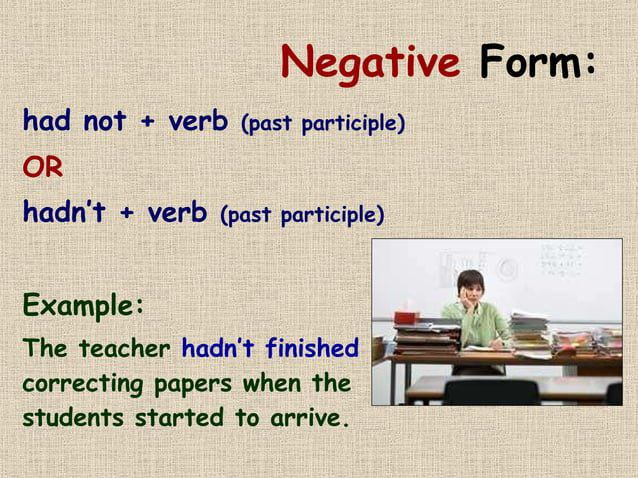 Negative Form:
had not + verb (past participle)
OR
hadn’t + verb (past participle)
Example:
The teacher hadn’t finished
correcting papers when the
students started to arrive.